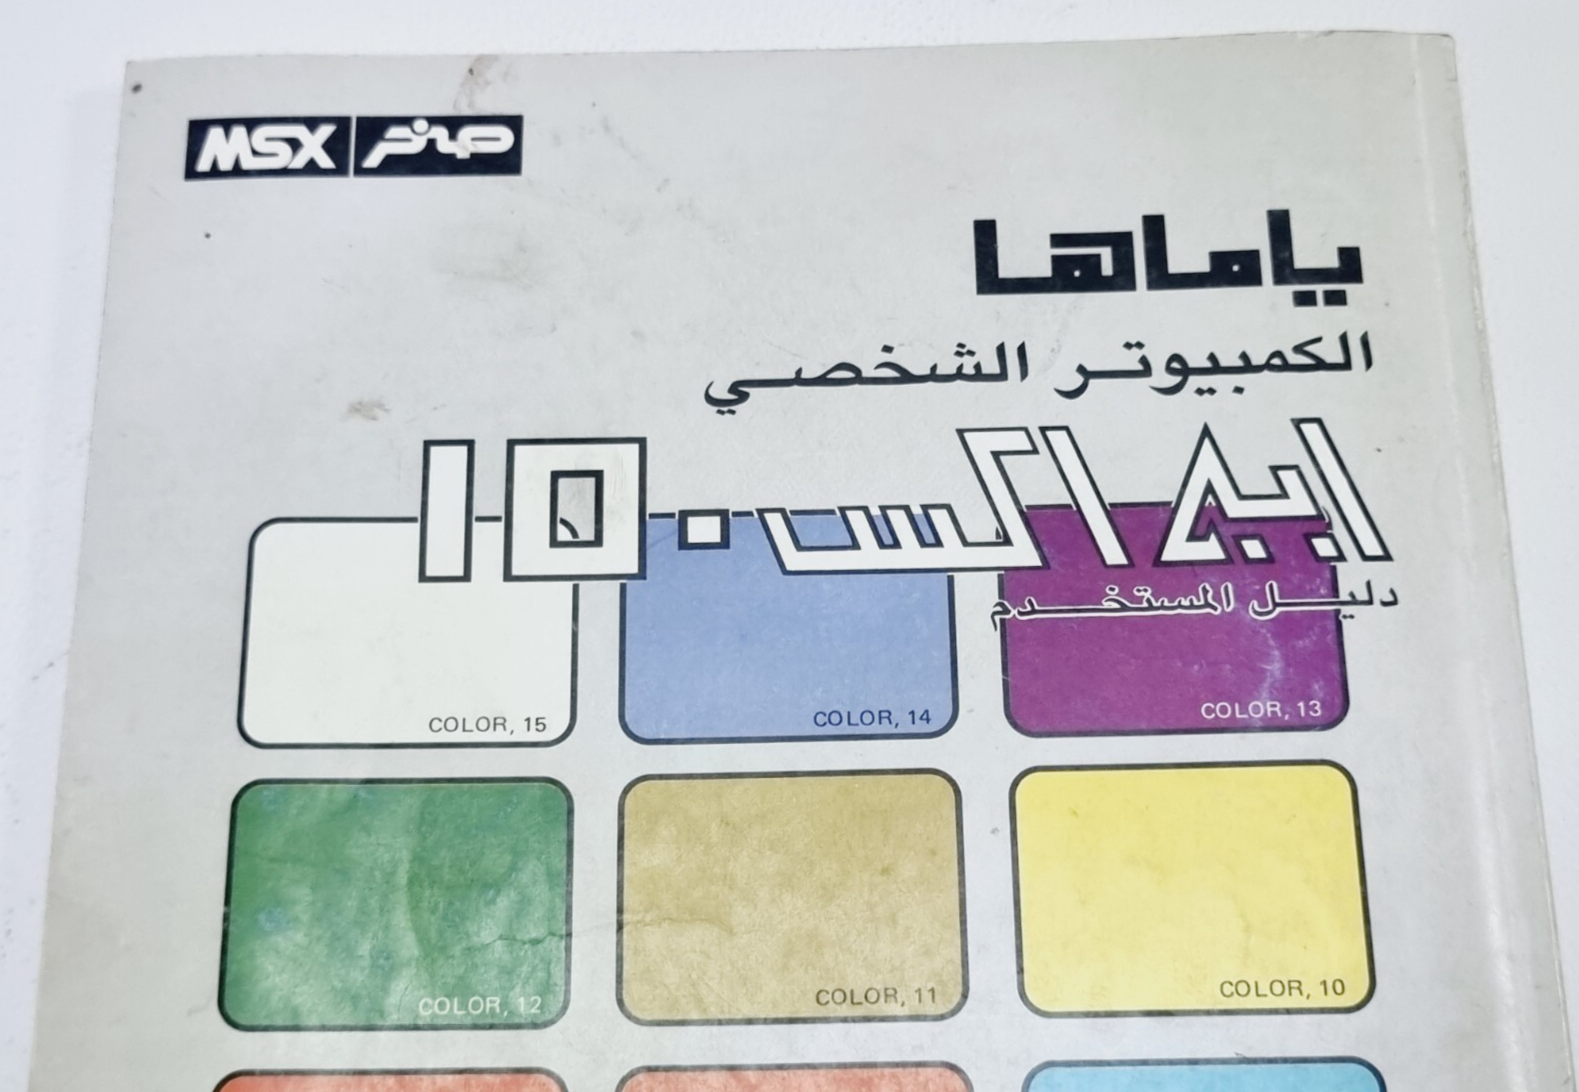 صخر MSX
ياماها
الكمبيوتر الشخصي
ايه اكس ١٥٠
دليل المستخدم
COLOR, 15
COLOR, 14
COLOR, 13
COLOR, 12
COLOR, 11
COLOR, 10